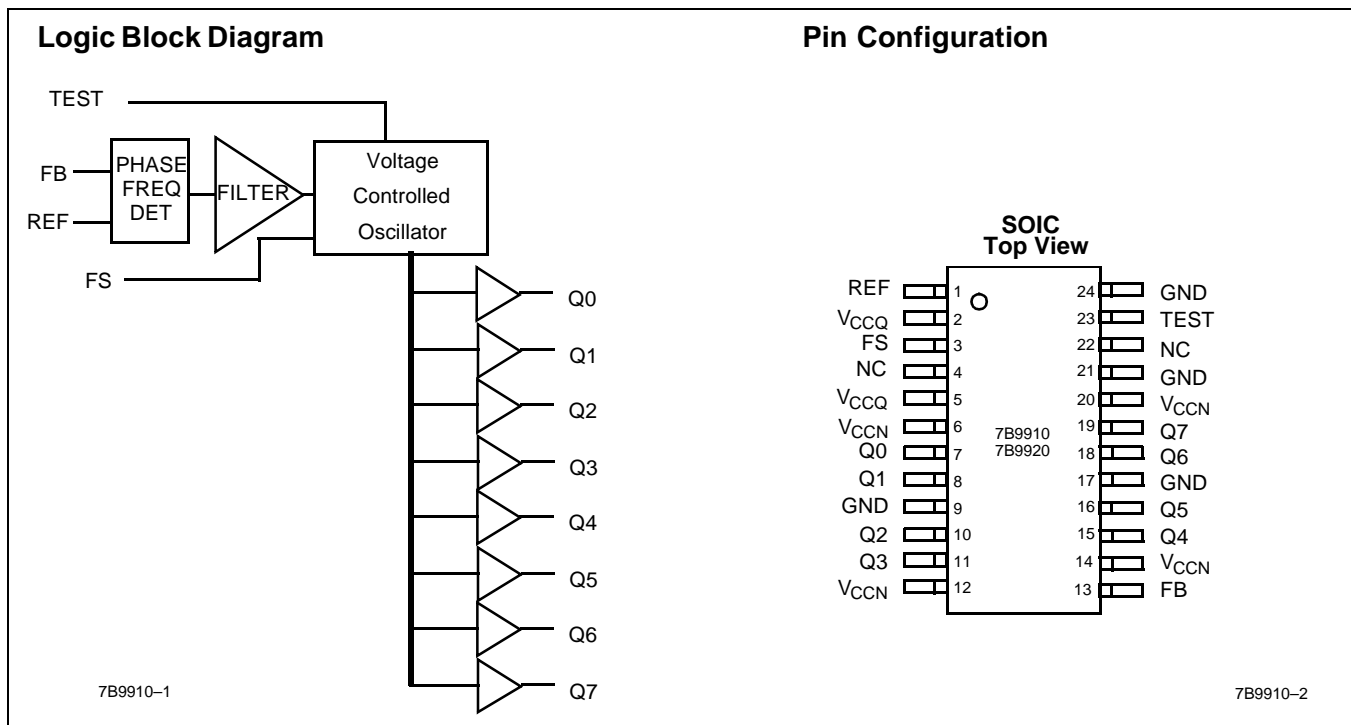 Logic Block Diagram
TEST
FB
REF
PHASE
FREQ
DET
FILTER
Voltage
Controlled
Oscillator
FS
Q0
Q1
Q2
Q3
Q4
Q5
Q6
Q7
7B9910–1
Pin Configuration
SOIC
Top View
REF 1 24 GND
VCCQ 2 23 TEST
FS 3 22 NC
NC 4 21 GND
VCCQ 5 20 VCCN
VCCN 6 19 Q7
7B9910
7B9920
Q0 7 18 Q6
Q1 8 17 GND
GND 9 16 Q5
Q2 10 15 Q4
Q3 11 14 VCCN
VCCN 12 13 FB
7B9910–2